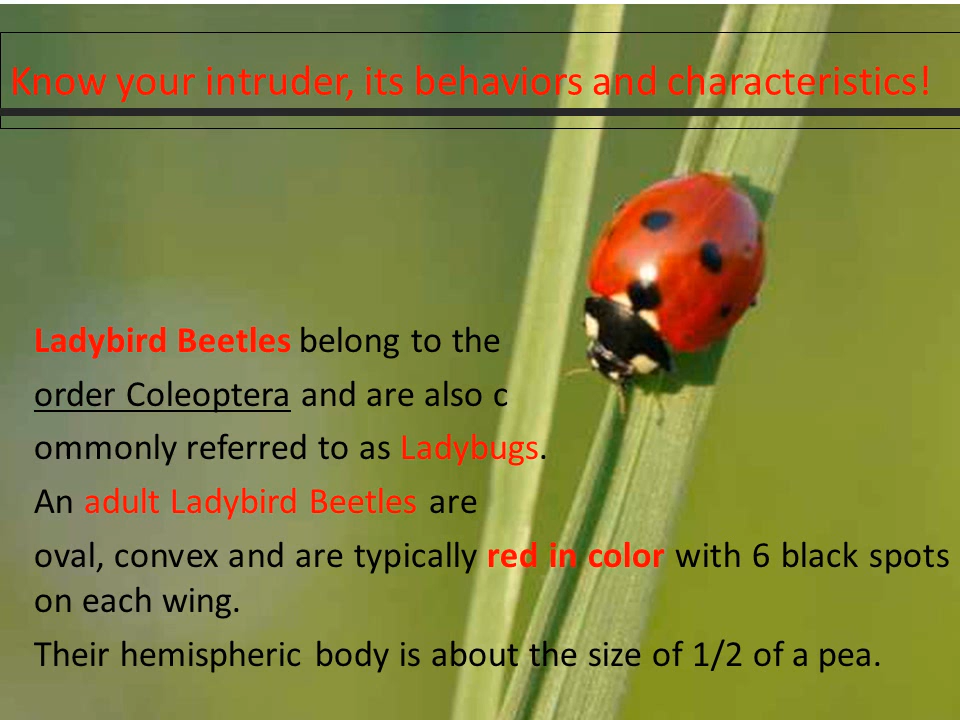 Know your intruder, its behaviors and characteristics!
Ladybird Beetles belong to the
order Coleoptera and are also c
ommonly referred to as Ladybugs.
An adult Ladybird Beetles are
oval, convex and are typically red in color with 6 black spots
on each wing.
Their hemispheric body is about the size of 1/2 of a pea.